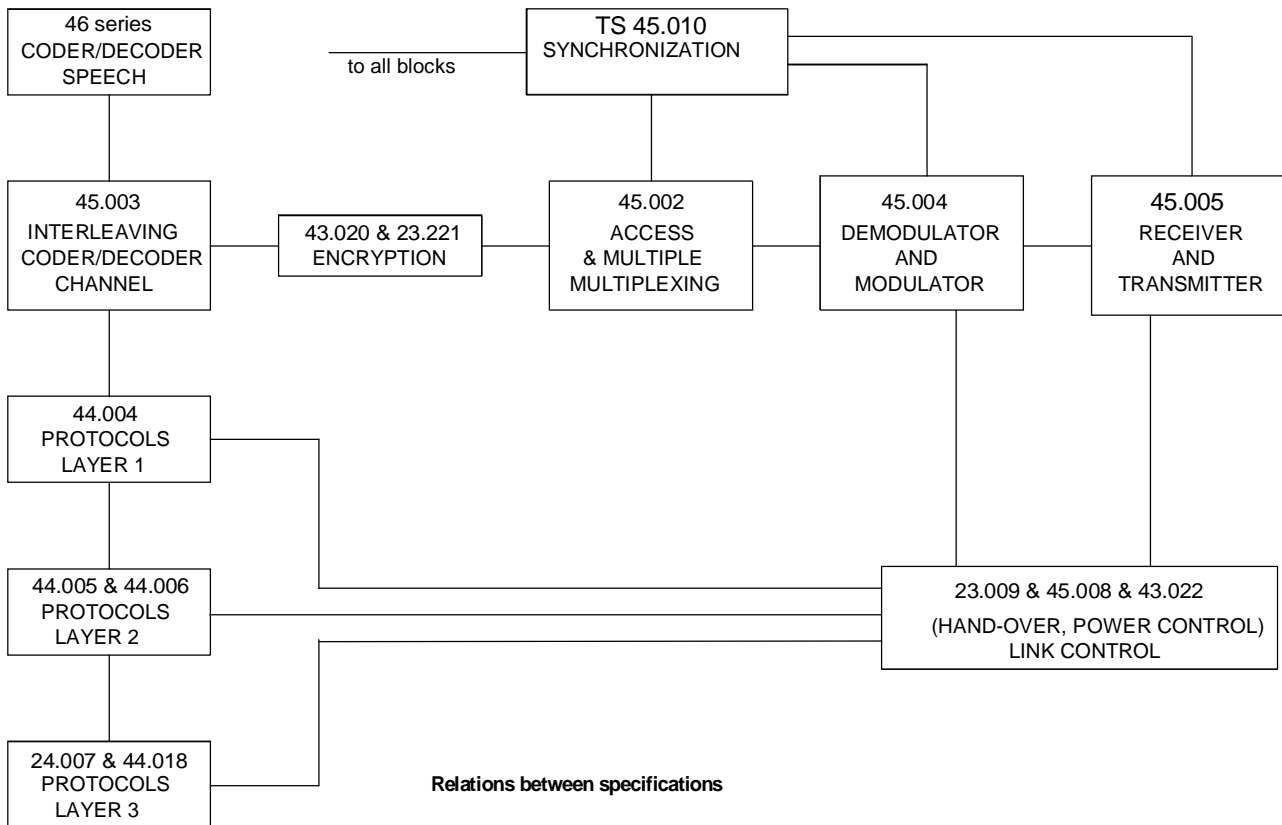 46 series
CODER/DECODER
SPEECH
to all blocks
TS 45.010
SYNCHRONIZATION
45.003
INTERLEAVING
CODER/DECODER
CHANNEL
43.020 & 23.221
ENCRYPTION
45.002
ACCESS
& MULTIPLE
MULTIPLEXING
45.004
DEMODULATOR
AND
MODULATOR
45.005
RECEIVER
AND
TRANSMITTER
44.004
PROTOCOLS
LAYER 1
44.005 & 44.006
PROTOCOLS
LAYER 2
23.009 & 45.008 & 43.022
(HAND-OVER, POWER CONTROL)
LINK CONTROL
24.007 & 44.018
PROTOCOLS
LAYER 3
Relations between specifications